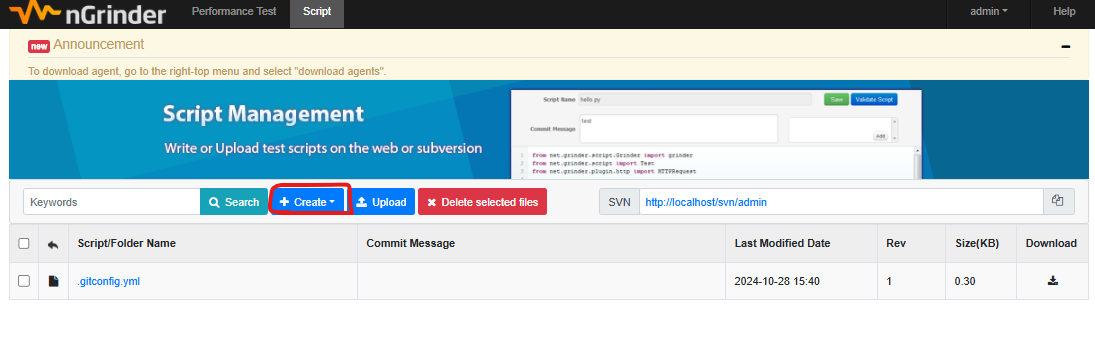 nGrinder Performance Test Script admin Help
new Announcement
To download agent, go to the right-top menu and select "download agents".
Script Management
Write or Upload test scripts on the web or subversion
Script Name hello.py Save Validate Script
Commit Message test
Add
1 from net.grinder.script.Grinder import grinder
2 from net.grinder.script import Test
3 from net.grinder.plugin.http import HTTPRequest
Keywords Search Create Upload Delete selected files SVN http://localhost/svn/admin
Script/Folder Name Commit Message Last Modified Date Rev Size(KB) Download
.gitconfig.yml 2024-10-28 15:40 1 0.30